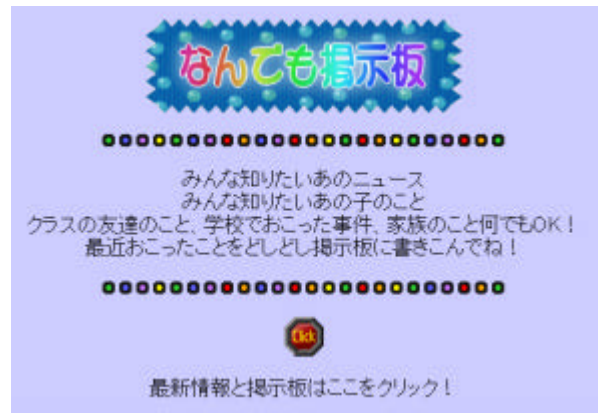 なんでも掲示板
みんな知りたいあのニュース
みんな知りたいあの子のこと
クラスの友達のこと、学校でおこった事件、家族のこと何でもOK!
最近おこったことをどしどし掲示板に書きこんでね!
Click
最新情報と掲示板はここをクリック!